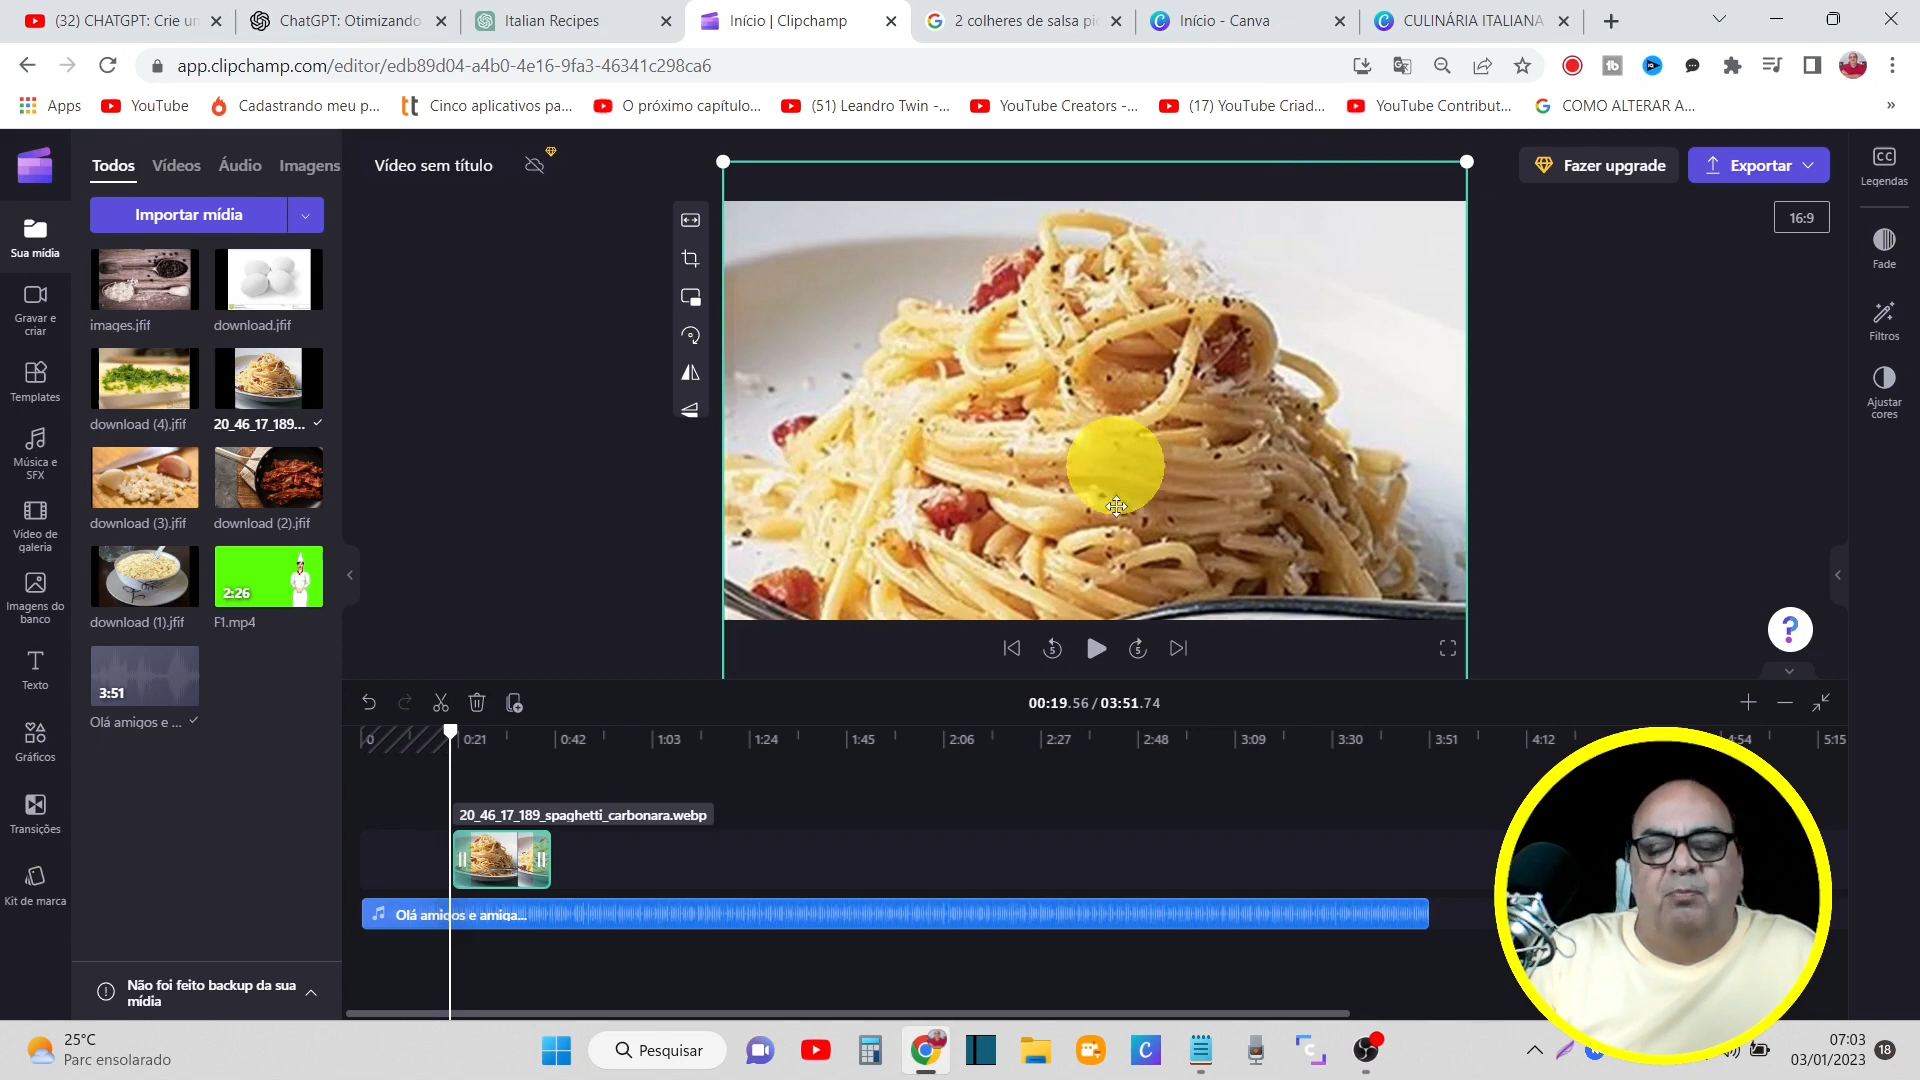 (32) CHATGPT: Crie un
ChatGPT: Otimizando
Italian Recipes
Início | Clipchamp
2 colheres de salsa pic
Início - Canva
CULINÁRIA ITALIANA
app.clipchamp.com/editor/edb89d04-a4b0-4e16-9fa3-46341c298ca6
Apps
YouTube
Cadastrando meu p...
Cinco aplicativos pa...
O próximo capítulo...
(51) Leandro Twin -...
YouTube Creators -...
(17) YouTube Criad...
YouTube Contribut...
COMO ALTERAR A...
»
Todos
Vídeos
Áudio
Imagens
Vídeo sem título
Fazer upgrade
Exportar
CC
Legendas
Importar mídia
16:9
Sua mídia
Fade
images.jfif
download.jfif
Gravar e
criar
Filtros
Templates
download (4).jfif
20_46_17_189...
Ajustar
cores
Música e
SFX
download (3).jfif
download (2).jfif
Vídeo de
galeria
2:26
Imagens do
banco
download (1).jfif
F1.mp4
?
5
5
T
Texto
3:51
Olá amigos e ...
00:19.56 / 03:51.74
0
0:21
0:42
1:03
1:24
1:45
2:06
2:27
2:48
3:09
3:30
3:51
4:12
4:54
5:15
Gráficos
Transições
20_46_17_189_spaghetti_carbonara.webp
Kit de marca
Olá amigos e amiga...
Não foi feito backup da sua
mídia
25°C
Parc ensolarado
Pesquisar
07:03
03/01/2023
18